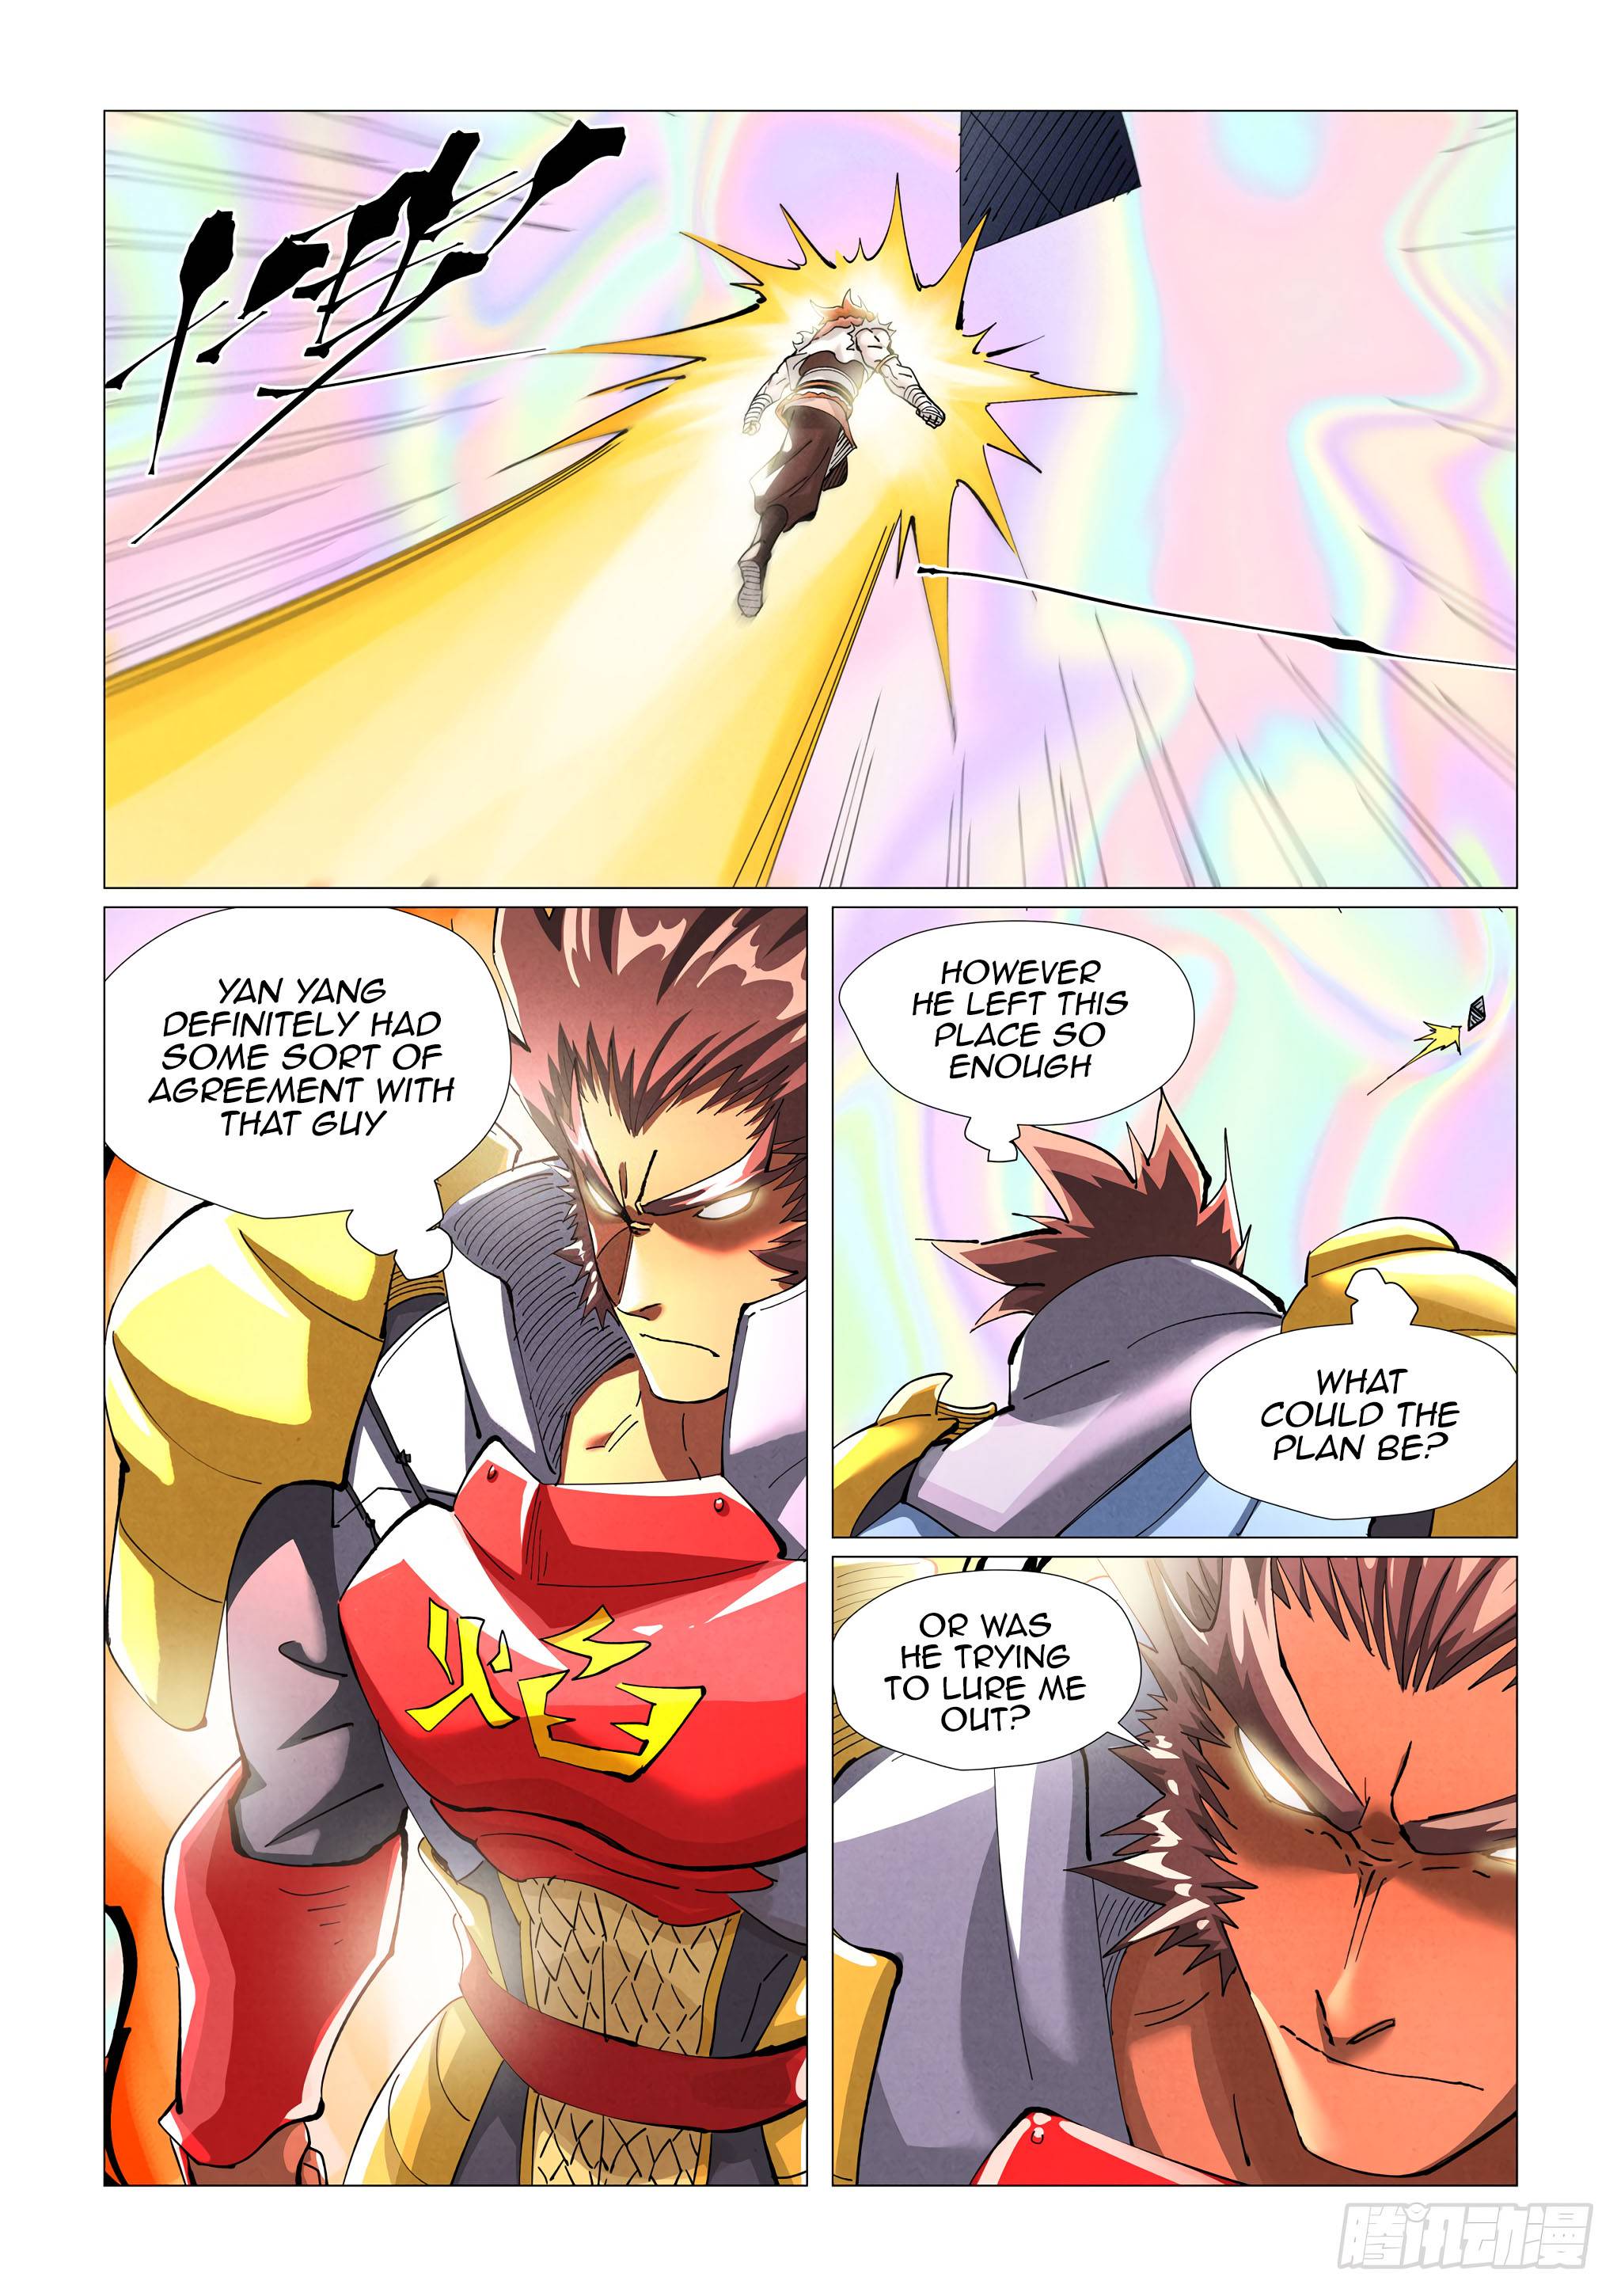 YAN YANG
DEFINITELY HAD
SOME SORT OF
AGREEMENT WITH
THAT GUY
HOWEVER
HE LEFT THIS
PLACE SO
ENOUGH
WHAT
COULD THE
PLAN BE?
OR WAS
HE TRYING
TO LURE ME
OUT?
焰
腾讯动漫